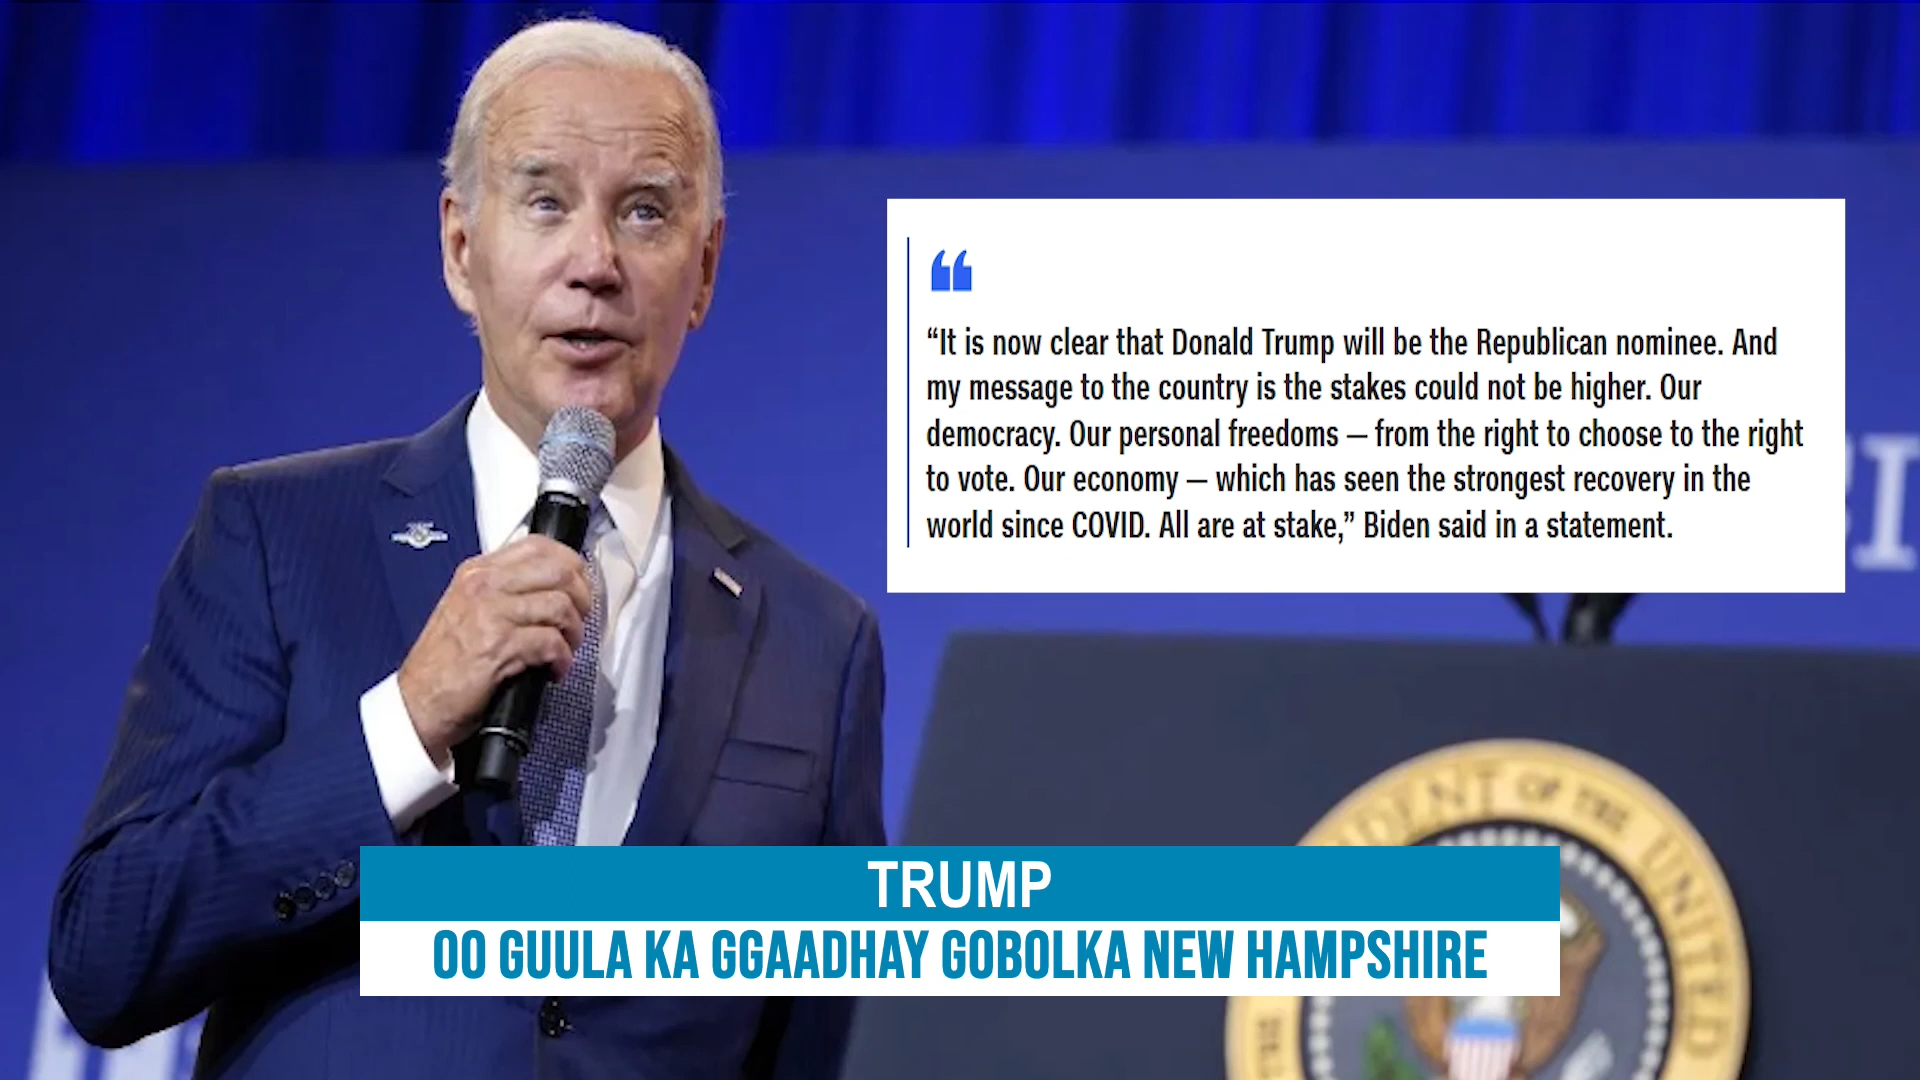 “It is now clear that Donald Trump will be the Republican nominee. And
my message to the country is the stakes could not be higher. Our
democracy. Our personal freedoms — from the right to choose to the right
to vote. Our economy — which has seen the strongest recovery in the
world since COVID. All are at stake,” Biden said in a statement.
TRUMP
OO GUULA KA GGAADHAY GOBOLKA NEW HAMPSHIRE
OF THE UNITED